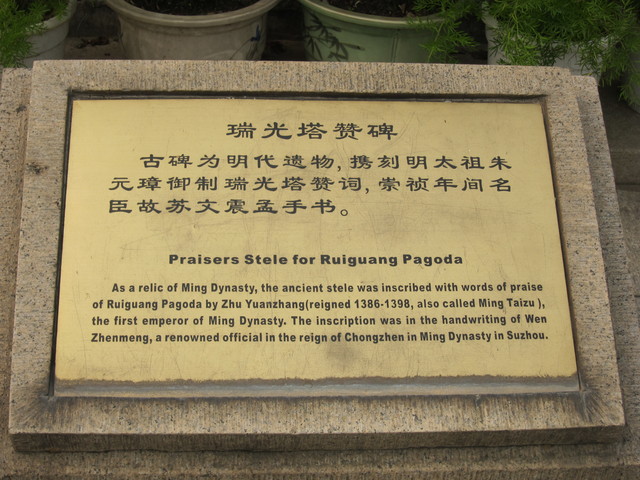 瑞光塔赞碑
古碑为明代遗物，携刻明太祖朱
元璋御制瑞光塔赞词，崇祯年间名
臣故苏文震孟手书。
Praisers Stele for Ruiguang Pagoda
As a relic of Ming Dynasty, the ancient stele was inscribed with words of praise
of Ruiguang Pagoda by Zhu Yuanzhang(reigned 1386-1398, also called Ming Taizu ),
the first emperor of Ming Dynasty. The inscription was in the handwriting of Wen
Zhenmeng, a renowned official in the reign of Chongzhen in Ming Dynasty in Suzhou.